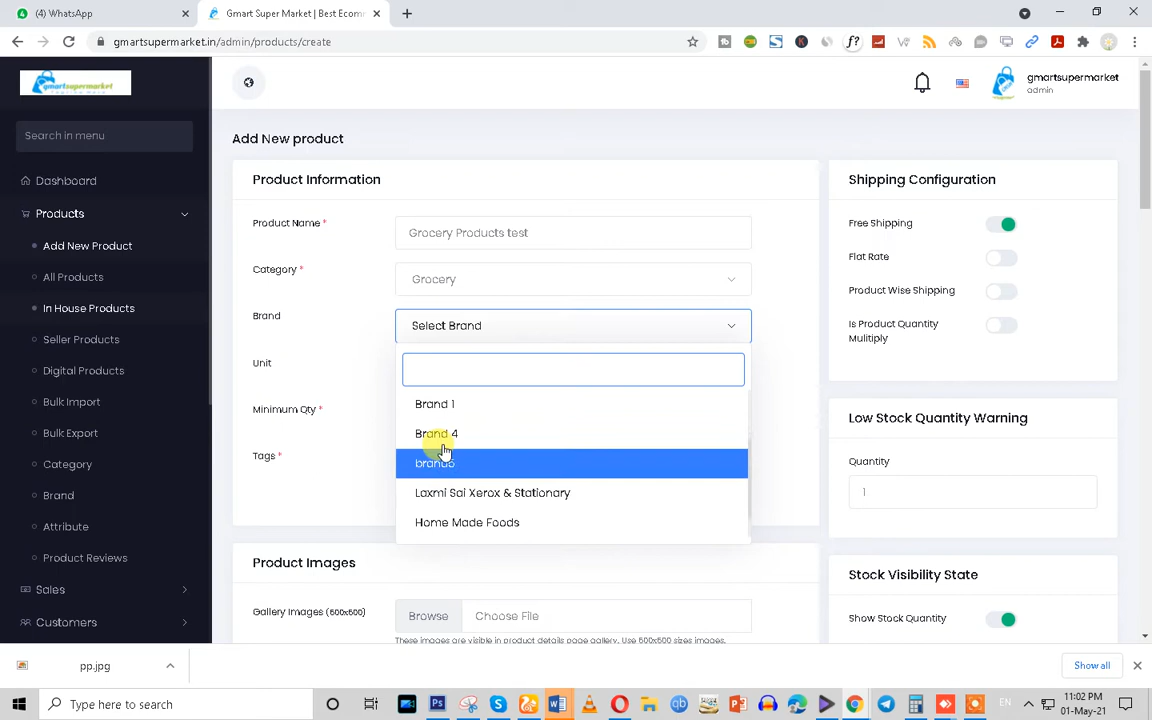 (4) WhatsApp
Gmart Super Market | Best Ecom
gmartsupermarket.in/admin/products/create
gmartsupermarket
gmartsupermarket
admin
Search in menu
Dashboard
Products
Add New Product
All Products
In House Products
Seller Products
Digital Products
Bulk Import
Bulk Export
Category
Brand
Attribute
Product Reviews
Sales
Customers
Add New product
Product Information
Product Name *
Grocery Products test
Category *
Grocery
Brand
Select Brand
Unit
Minimum Qty *
Tags *
Brand 1
Brand 4
brand5
Laxmi Sai Xerox & Stationary
Home Made Foods
Product Images
Gallery Images (600x600)
Browse
Choose File
These images are visible in product details page gallery. Use 600x600 sizes images.
Shipping Configuration
Free Shipping
Flat Rate
Product Wise Shipping
Is Product Quantity
Mulitiply
Low Stock Quantity Warning
Quantity
1
Stock Visibility State
Show Stock Quantity
pp.jpg
Show all
Type here to search
EN
11:02 PM
01-May-21